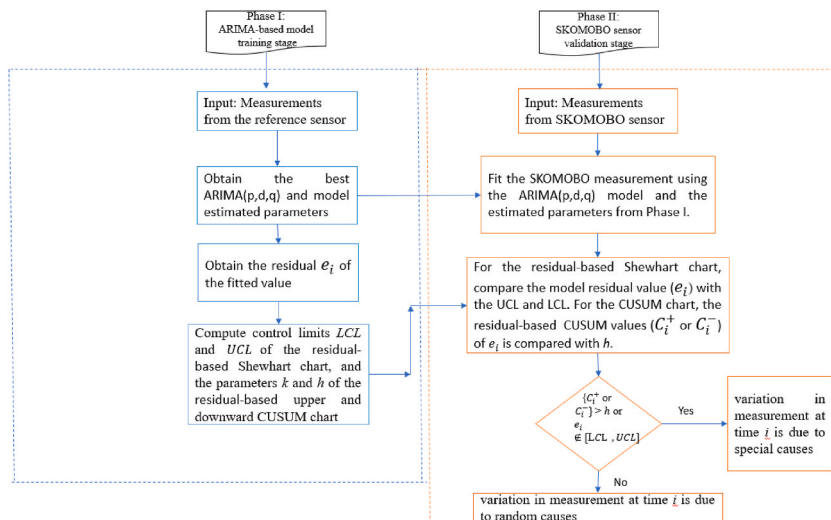 Phase I:
ARIMA-based model
training stage
Phase II:
SKOMOBO sensor
validation stage
Input: Measurements
from the reference sensor
Input: Measurements
from SKOMOBO sensor
Obtain the best
ARIMA(p,d,q) and model
estimated parameters
Fit the SKOMOBO measurement using
the ARIMA(p,d,q) model and the
estimated parameters from Phase I.
Obtain the residual e_i of
the fitted value
For the residual-based Shewhart chart,
compare the model residual value (e_i) with
the UCL and LCL. For the CUSUM chart, the
residual-based CUSUM values (C_i^+ or C_i^-)
of e_i is compared with h.
Compute control limits LCL
and UCL of the residual-
based Shewhart chart, and
the parameters k and h of the
residual-based upper and
downward CUSUM chart
{C_i^+ or
C_i^-} > h or
e_i
∉ [LCL , UCL]
Yes
variation in
measurement at
time i is due to
special causes
No
variation in measurement at time i is due
to random causes